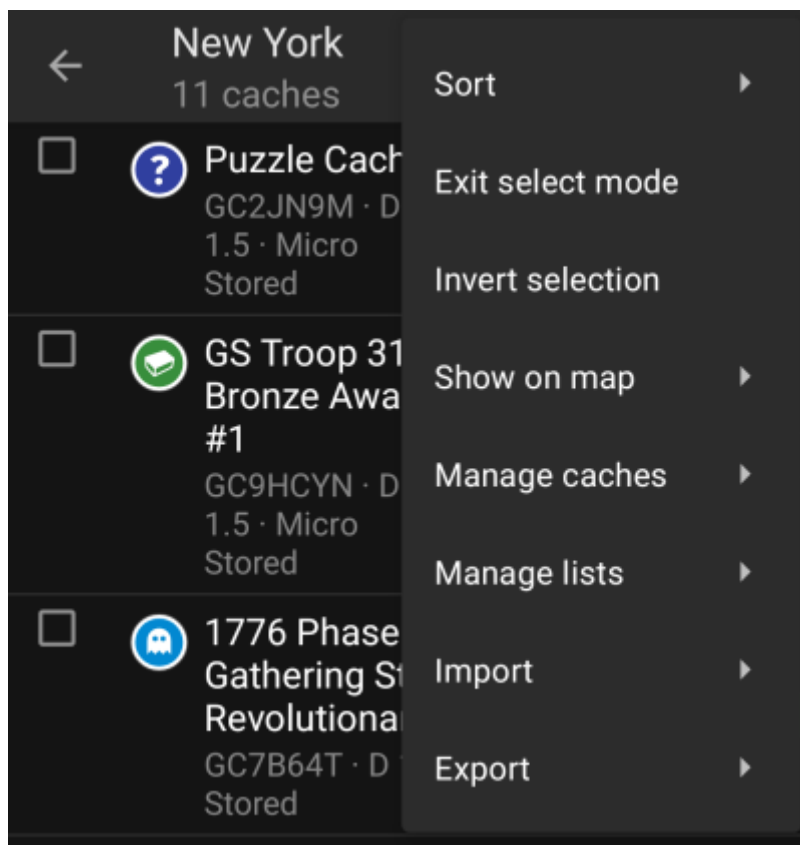 New York
11 caches
Puzzle Cach
GC2JN9M · D
1.5 · Micro
Stored
GS Troop 31
Bronze Awa
#1
GC9HCYN · D
1.5 · Micro
Stored
1776 Phase
Gathering St
Revolutiona
GC7B64T · D
Stored
Sort
Exit select mode
Invert selection
Show on map
Manage caches
Manage lists
Import
Export